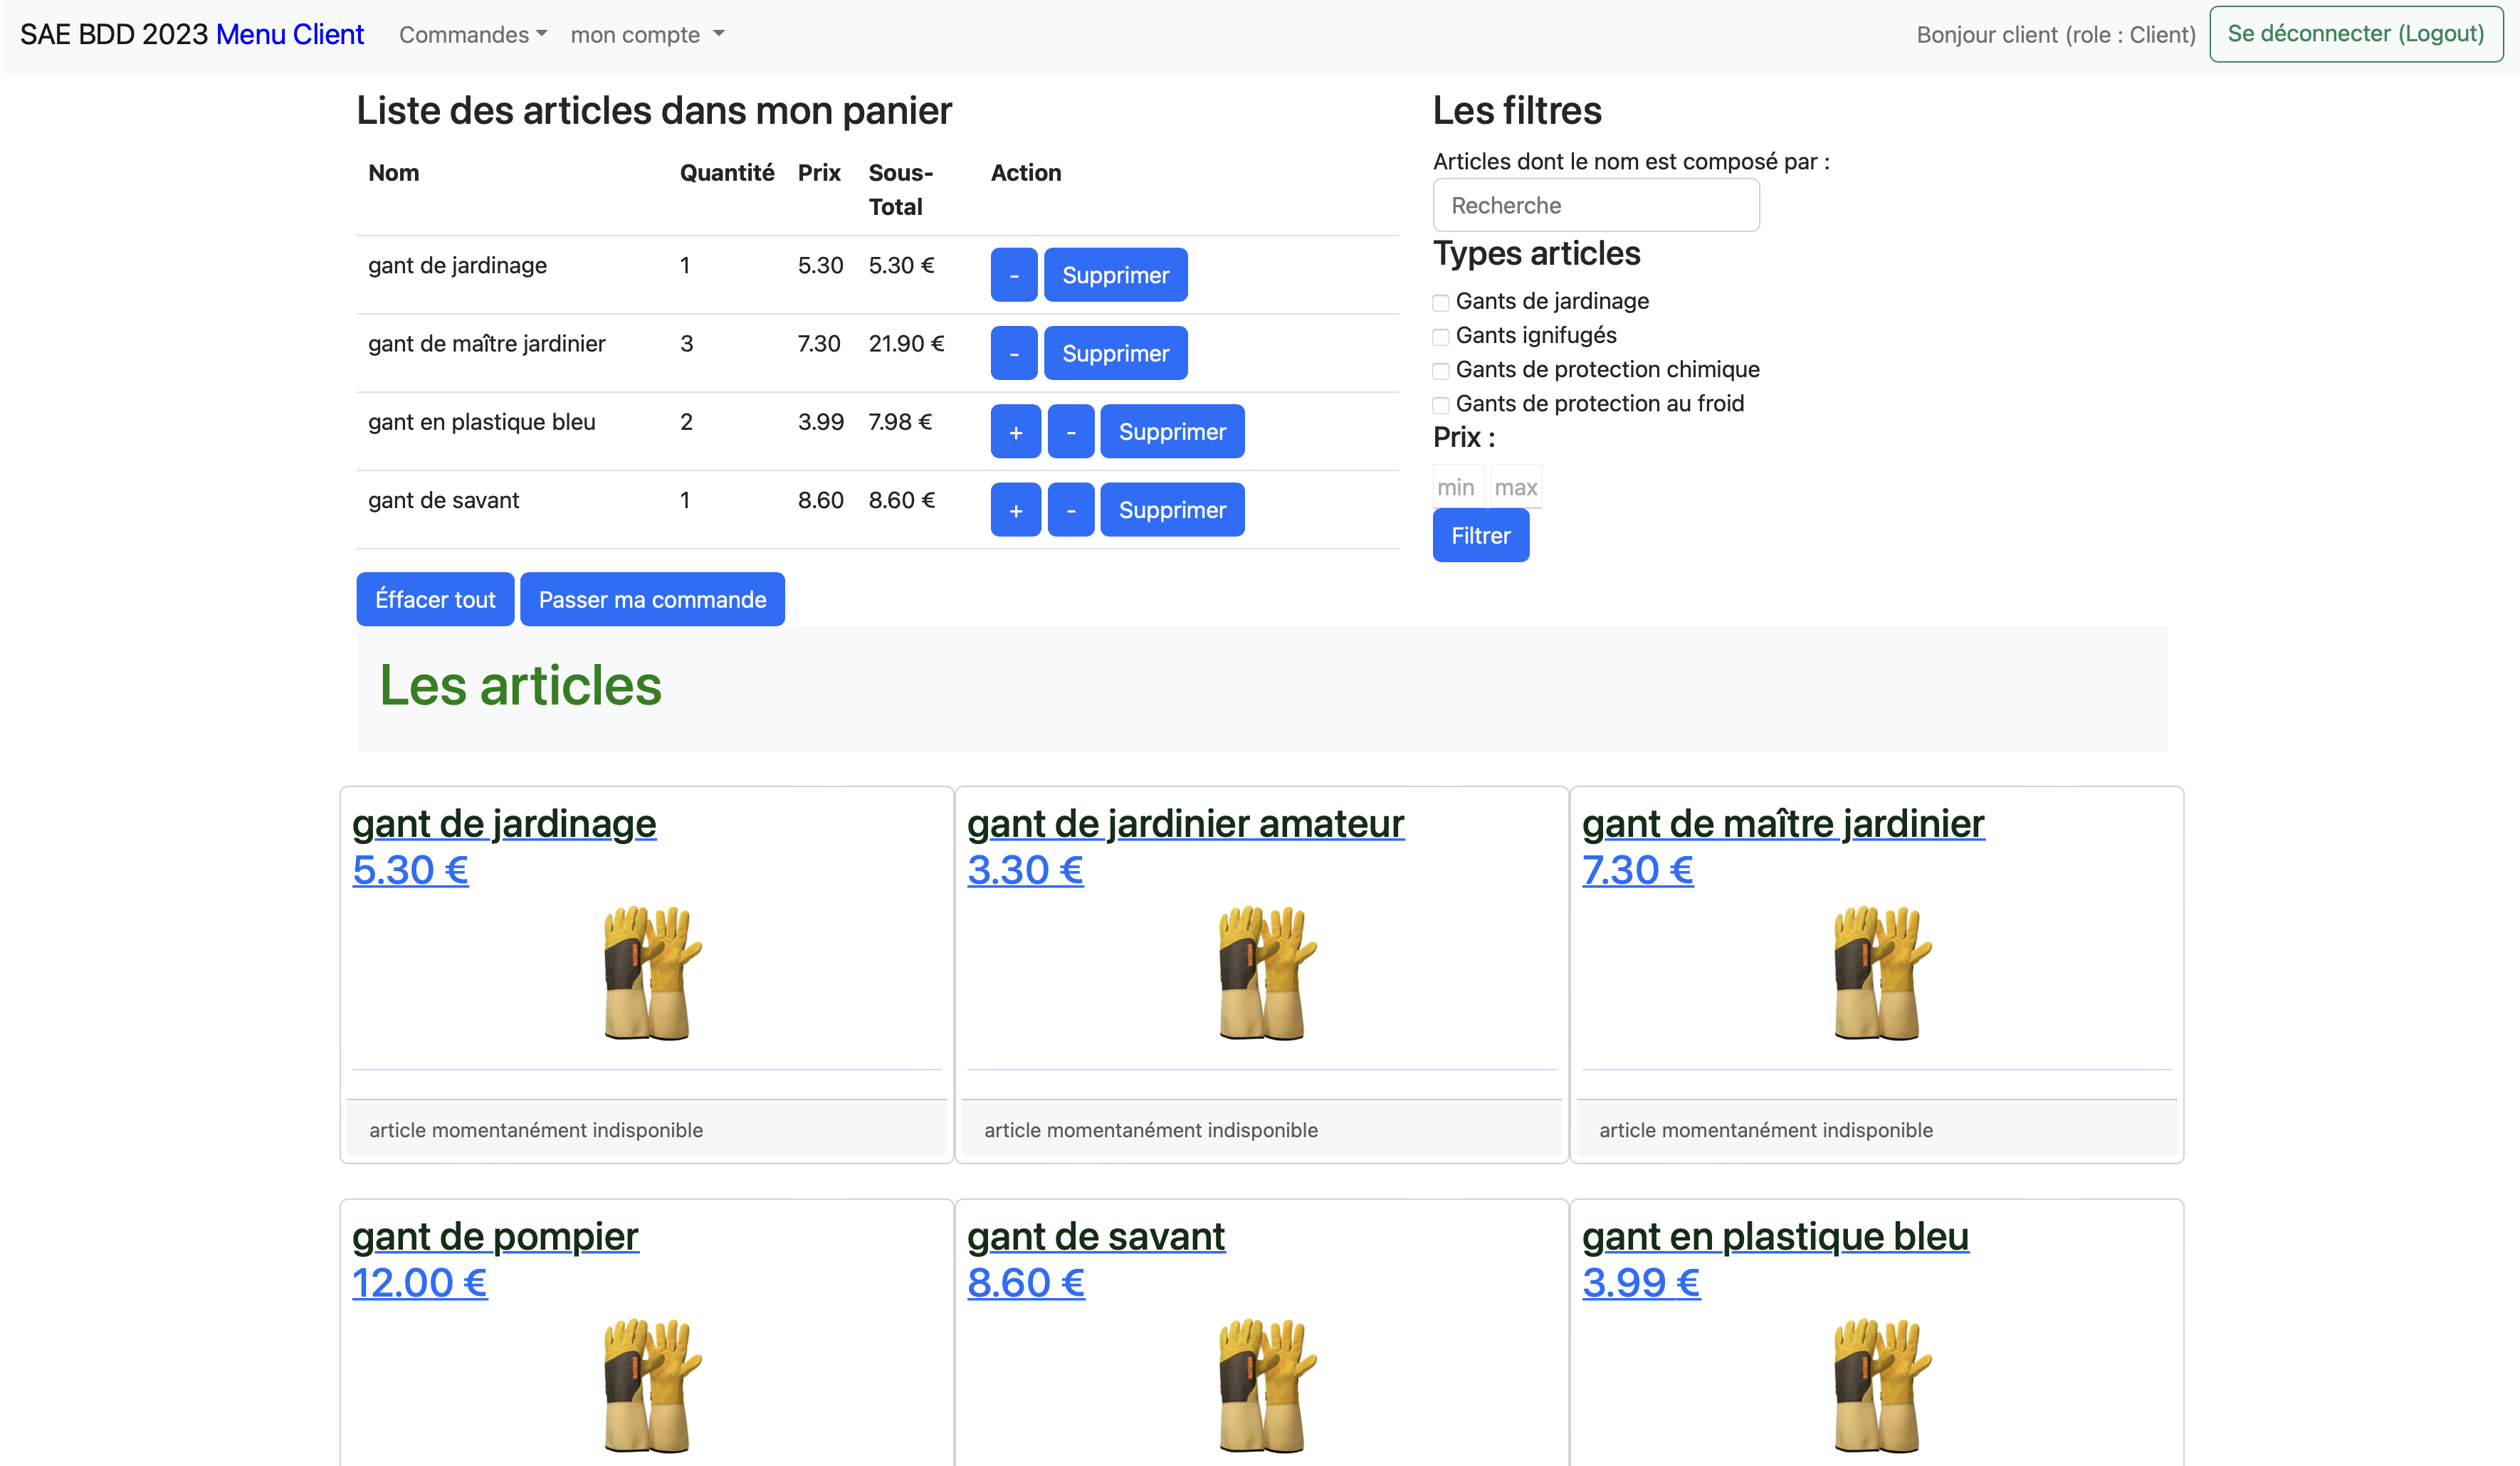 SAE BDD 2023 Menu Client Commandes mon compte Bonjour client (role : Client) Se déconnecter (Logout)
Liste des articles dans mon panier
Nom Quantité Prix Sous-Total Action
gant de jardinage 1 5.30 5.30 € - Supprimer
gant de maître jardinier 3 7.30 21.90 € - Supprimer
gant en plastique bleu 2 3.99 7.98 € + - Supprimer
gant de savant 1 8.60 8.60 € + - Supprimer
Éffacer tout Passer ma commande
Les filtres
Articles dont le nom est composé par :
Recherche
Types articles
Gants de jardinage
Gants ignifugés
Gants de protection chimique
Gants de protection au froid
Prix :
min max
Filtrer
Les articles
gant de jardinage
5.30 €
article momentanément indisponible
gant de jardinier amateur
3.30 €
article momentanément indisponible
gant de maître jardinier
7.30 €
article momentanément indisponible
gant de pompier
12.00 €
gant de savant
8.60 €
gant en plastique bleu
3.99 €